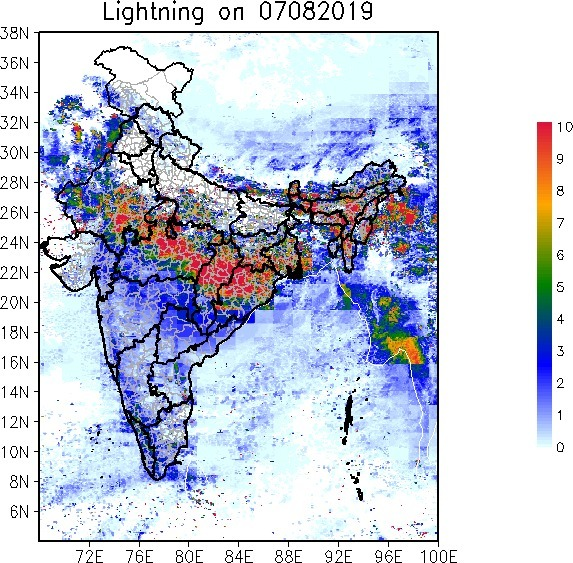 Lightning on 07082019
38N
36N
34N
32N
30N
28N
26N
24N
22N
20N
18N
16N
14N
12N
10N
8N
6N
72E 76E 80E 84E 88E 92E 96E 100E
10
9
8
7
6
5
4
3
2
1
0